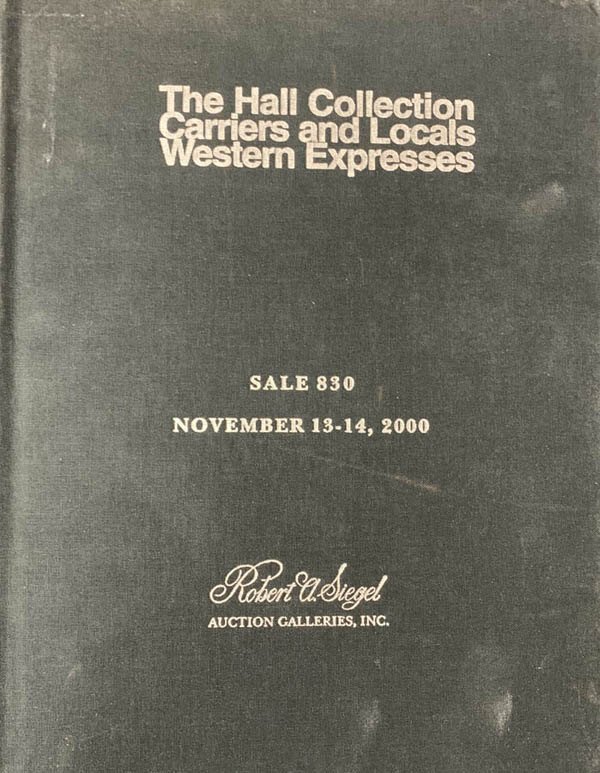 The Hall Collection
Carriers and Locals
Western Expresses
SALE 830
NOVEMBER 13-14, 2000
Robert A. Siegel
AUCTION GALLERIES, INC.